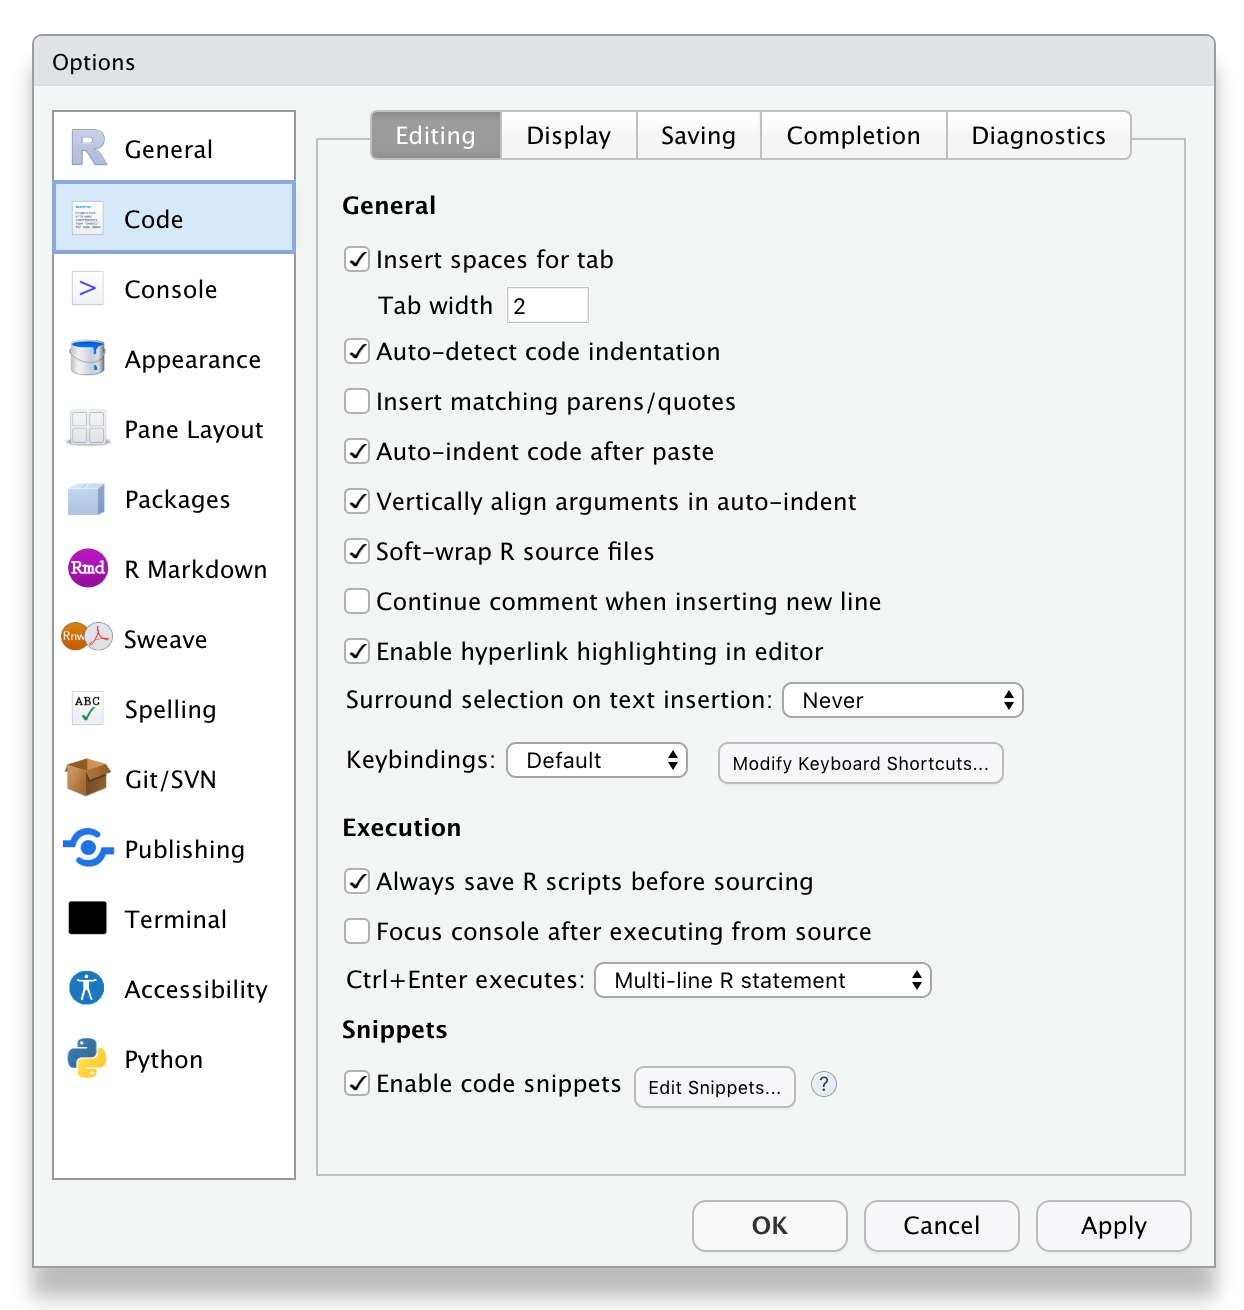 Options
General
Code
Console
Appearance
Pane Layout
Packages
Rmd R Markdown
Rnw Sweave
ABC Spelling
Git/SVN
Publishing
Terminal
Accessibility
Python
Editing Display Saving Completion Diagnostics
General
Insert spaces for tab
Tab width 2
Auto-detect code indentation
Insert matching parens/quotes
Auto-indent code after paste
Vertically align arguments in auto-indent
Soft-wrap R source files
Continue comment when inserting new line
Enable hyperlink highlighting in editor
Surround selection on text insertion: Never
Keybindings: Default Modify Keyboard Shortcuts...
Execution
Always save R scripts before sourcing
Focus console after executing from source
Ctrl+Enter executes: Multi-line R statement
Snippets
Enable code snippets Edit Snippets... ?
OK Cancel Apply